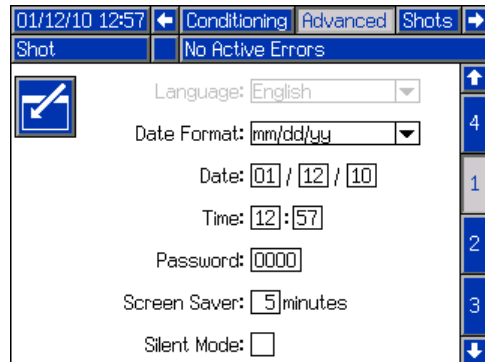 01/12/10 12:57 Conditioning Advanced Shots
Shot No Active Errors
Language: English
Date Format: mm/dd/yy
4
Date: 01 / 12 / 10
1
Time: 12:57
2
Password: 0000
Screen Saver: 5 minutes
3
Silent Mode: